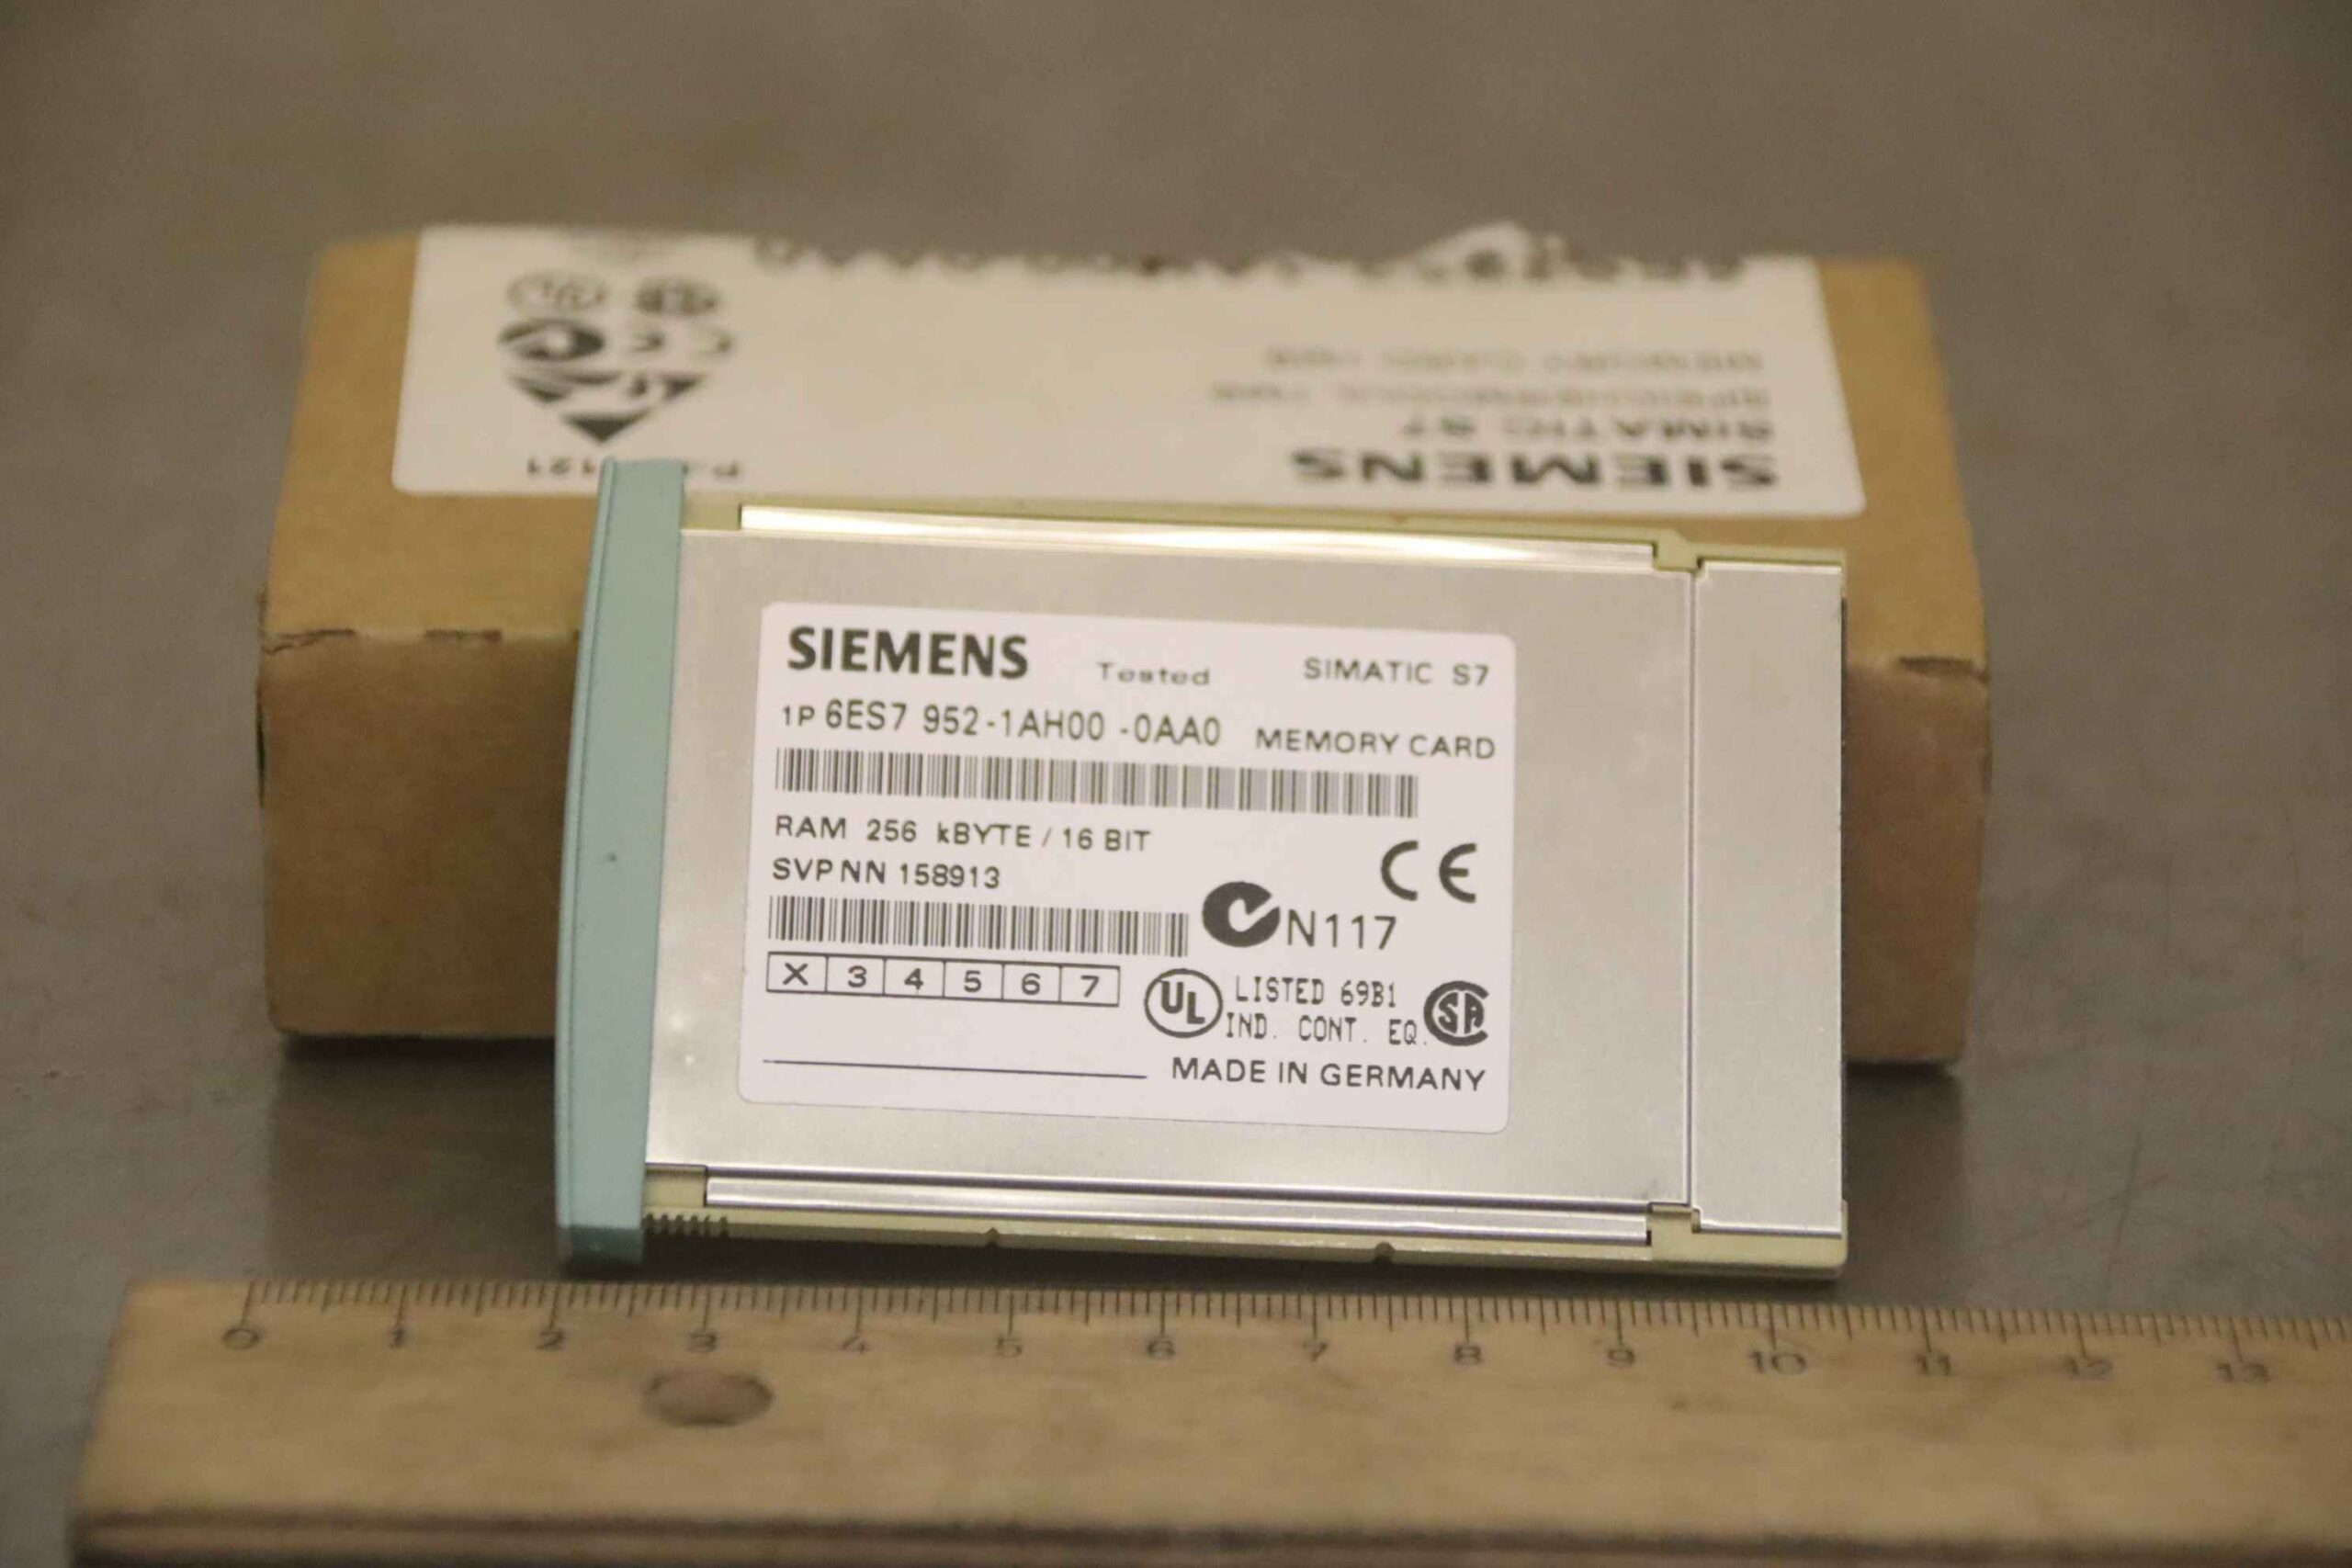 SIEMENS
SIMATIC S7
SIEMENS Tested SIMATIC S7
1P 6ES7 952-1AH00 -0AA0 MEMORY CARD
RAM 256 kBYTE / 16 BIT
SVPNN 158913
CE
N117
X 3 4 5 6 7
UL LISTED 69B1 SA
IND. CONT. EQ.
MADE IN GERMANY
0 1 2 3 4 5 6 7 8 9 10 11 12 13